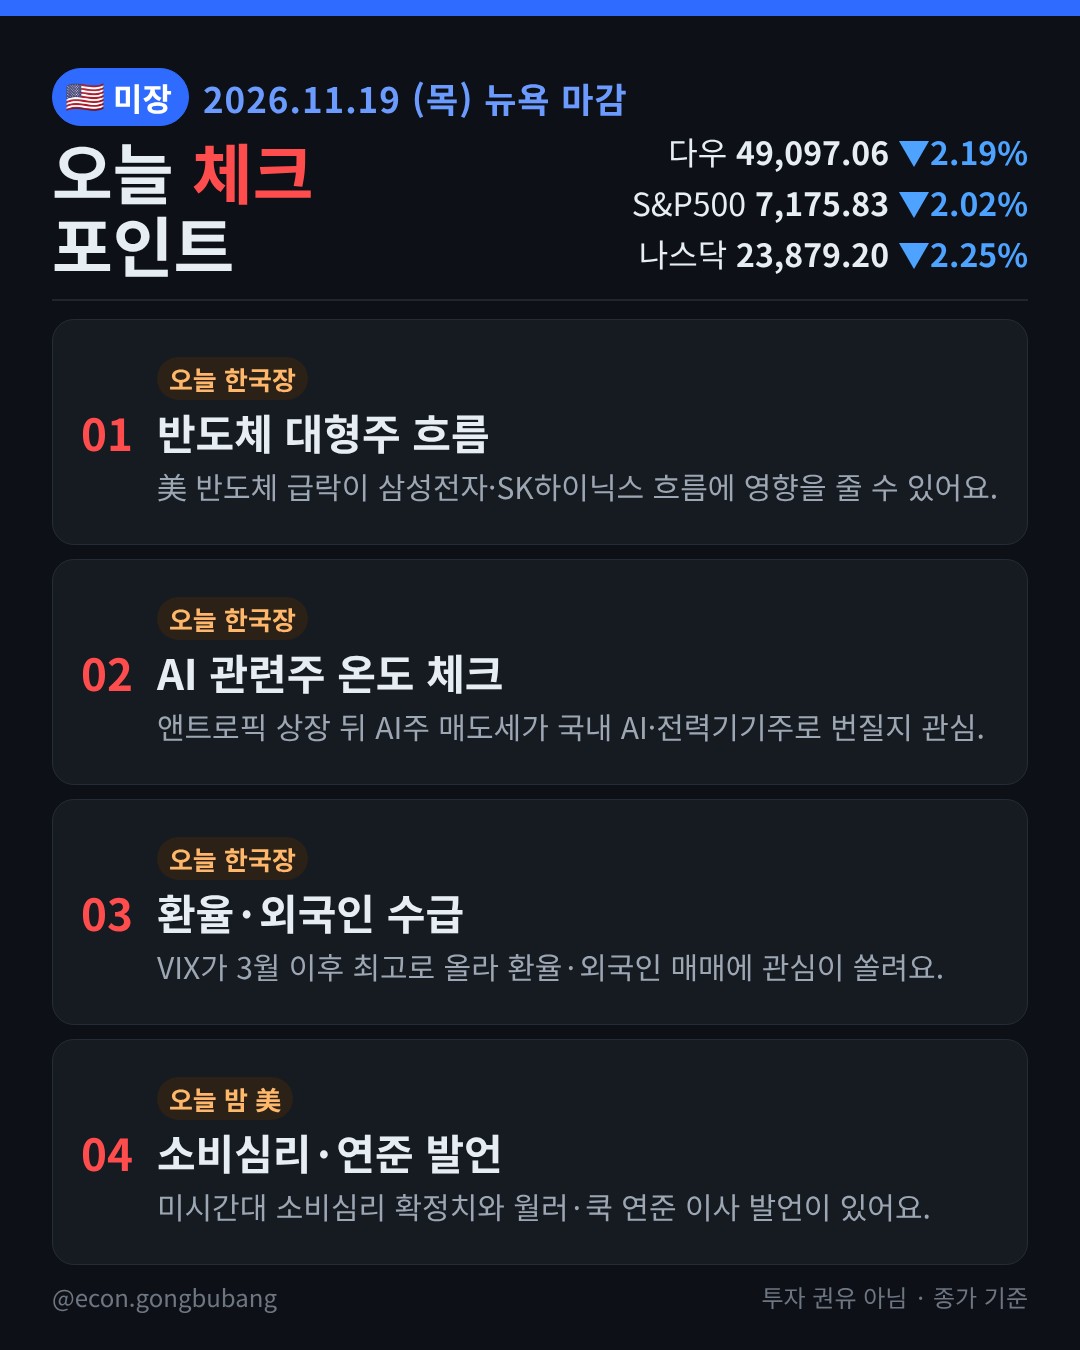 🇺🇸 미장 2026.11.19 (목) 뉴욕 마감
오늘 체크
포인트
다우 49,097.06 ▼2.19%
S&P500 7,175.83 ▼2.02%
나스닥 23,879.20 ▼2.25%
오늘 한국장
01 반도체 대형주 흐름
美 반도체 급락이 삼성전자·SK하이닉스 흐름에 영향을 줄 수 있어요.
오늘 한국장
02 AI 관련주 온도 체크
앤트로픽 상장 뒤 AI주 매도세가 국내 AI·전력기기주로 번질지 관심.
오늘 한국장
03 환율·외국인 수급
VIX가 3월 이후 최고로 올라 환율·외국인 매매에 관심이 쏠려요.
오늘 밤 美
04 소비심리·연준 발언
미시간대 소비심리 확정치와 월러·쿡 연준 이사 발언이 있어요.
@econ.gongbubang
투자 권유 아님 · 종가 기준